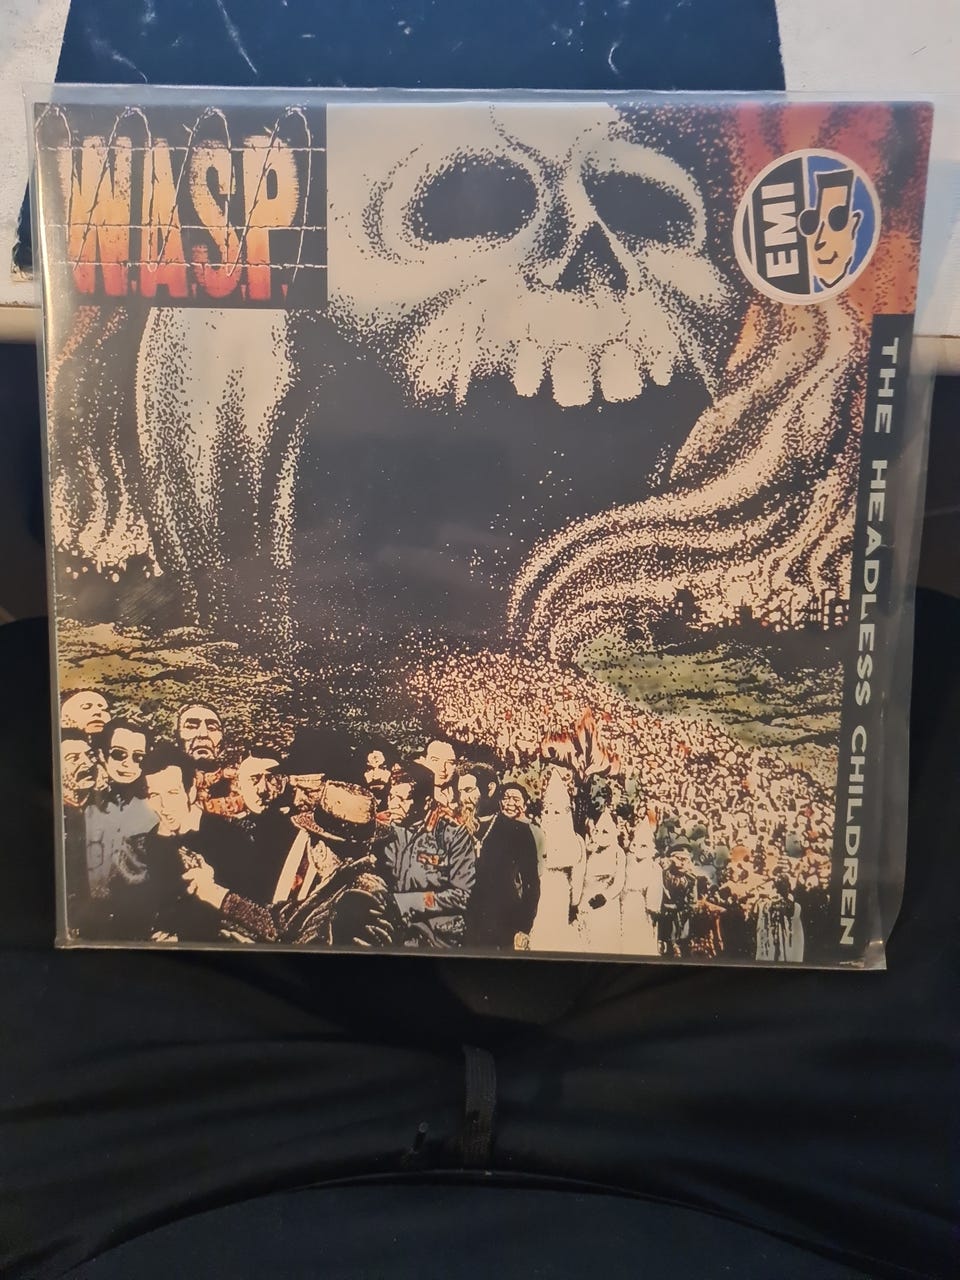 W.A.S.P.
EMI
THE HEADLESS CHILDREN